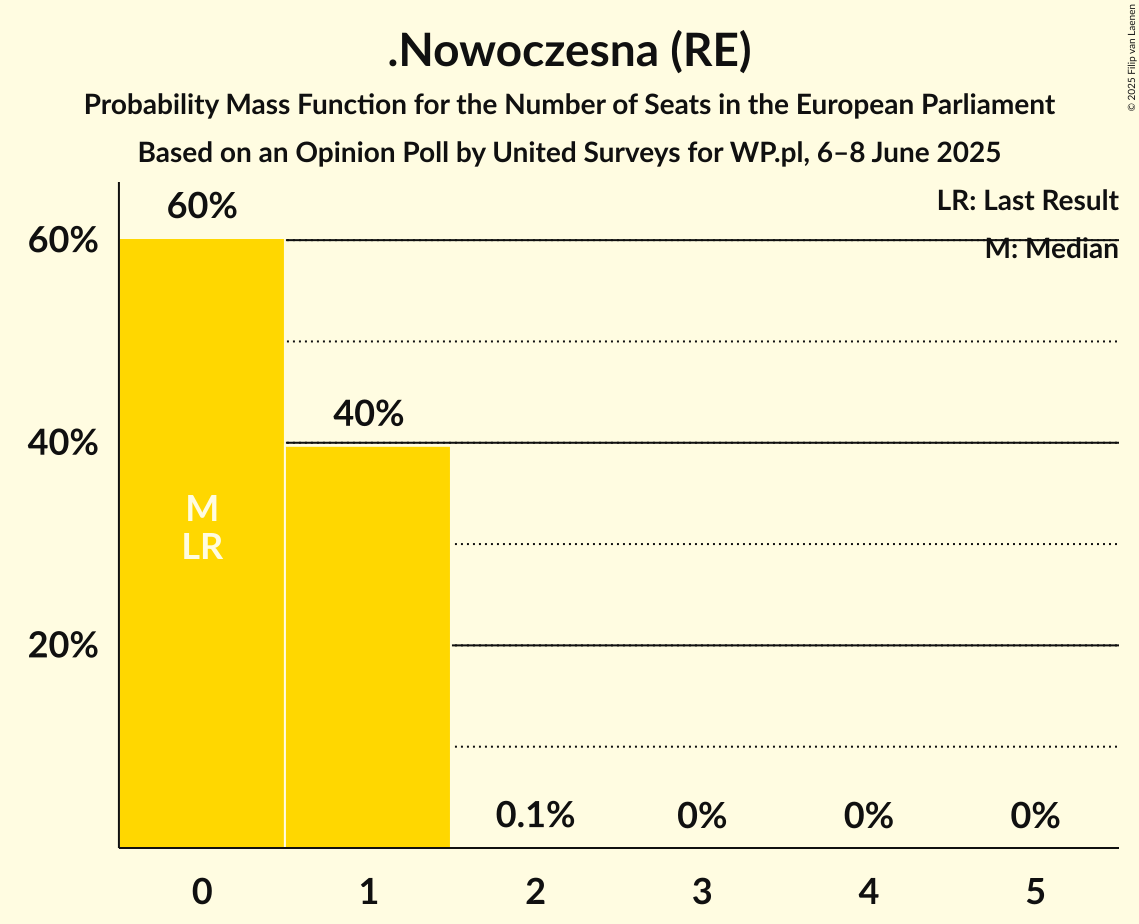 .Nowoczesna (RE)
Probability Mass Function for the Number of Seats in the European Parliament
Based on an Opinion Poll by United Surveys for WP.pl, 6–8 June 2025
© 2025 Filip van Laenen
LR: Last Result
M: Median
60%
40%
20%
60%
40%
0.1%
0%
0%
0%
M
LR
0
1
2
3
4
5